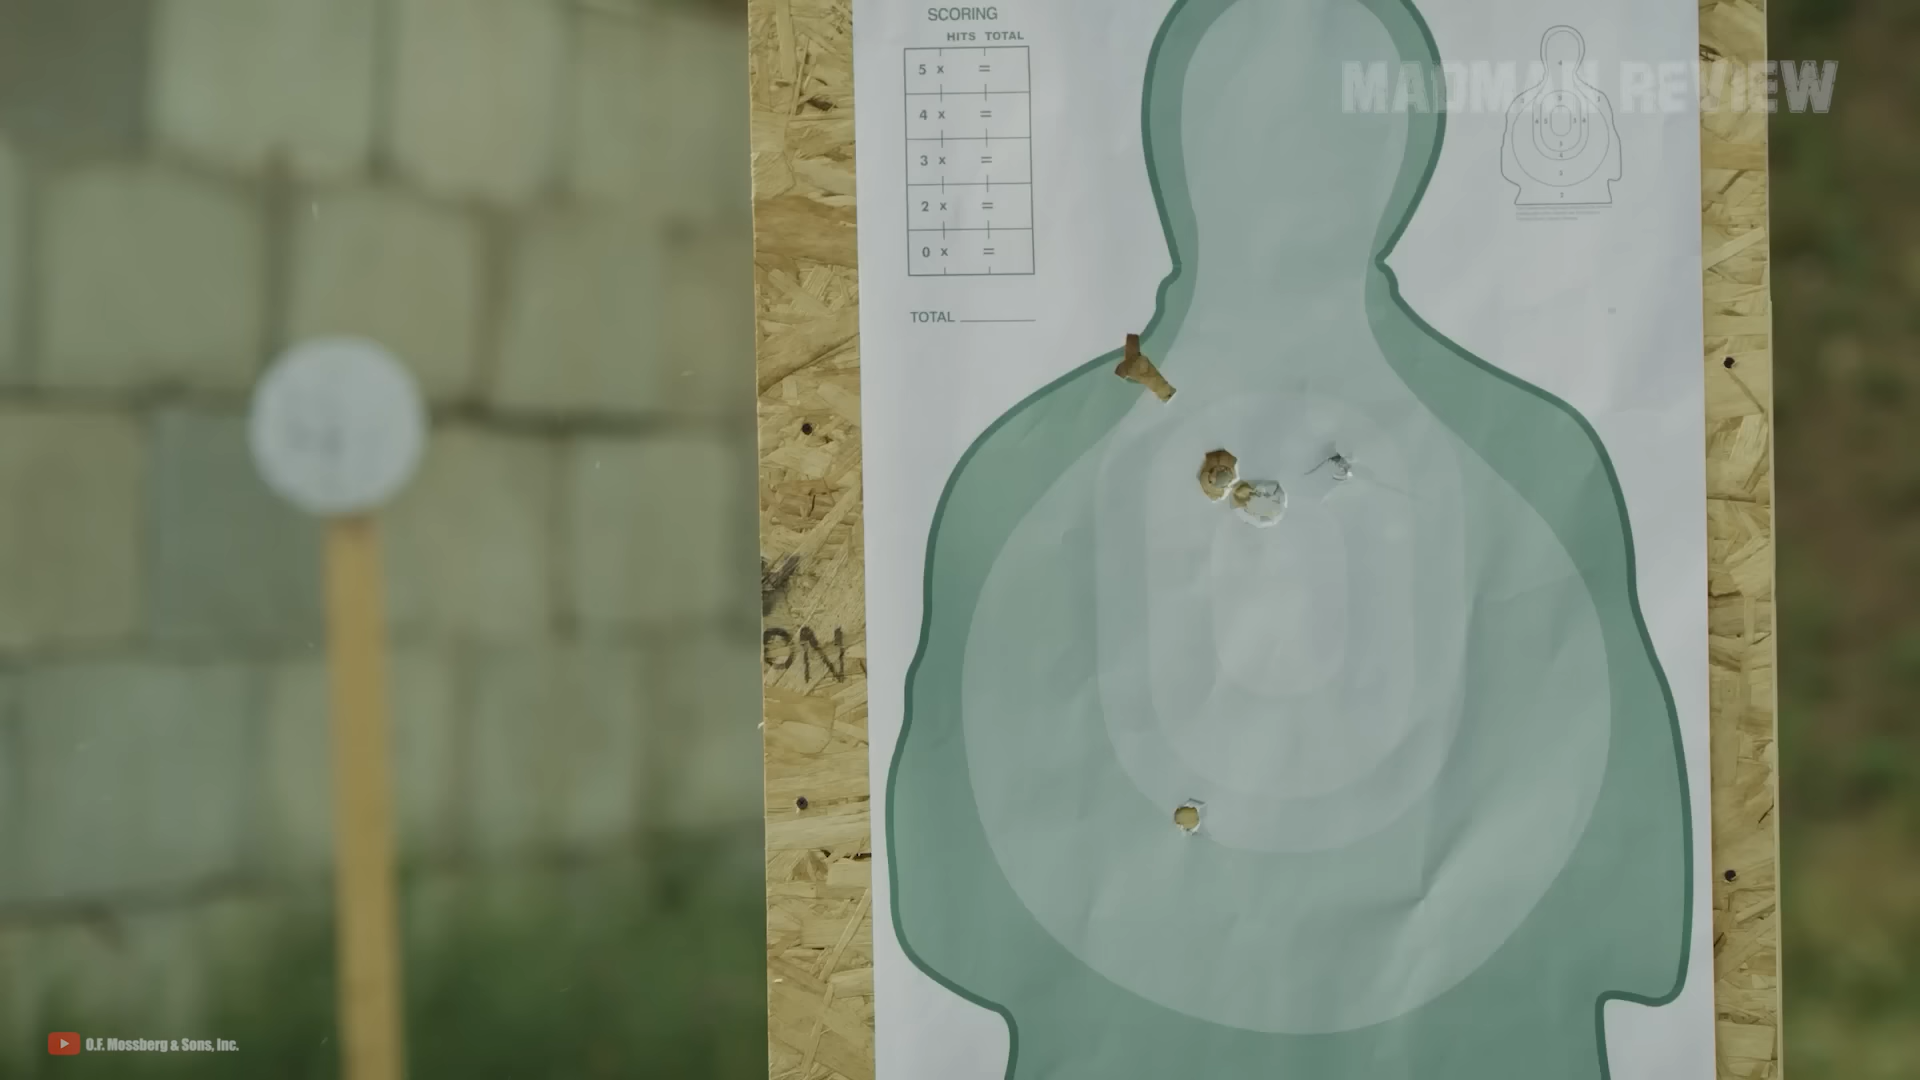 SCORING
HITS TOTAL
5 x =
4 x =
3 x =
2 x =
0 x =
TOTAL
MADMAN REVIEW
ON
O.F. Mossberg & Sons, Inc.